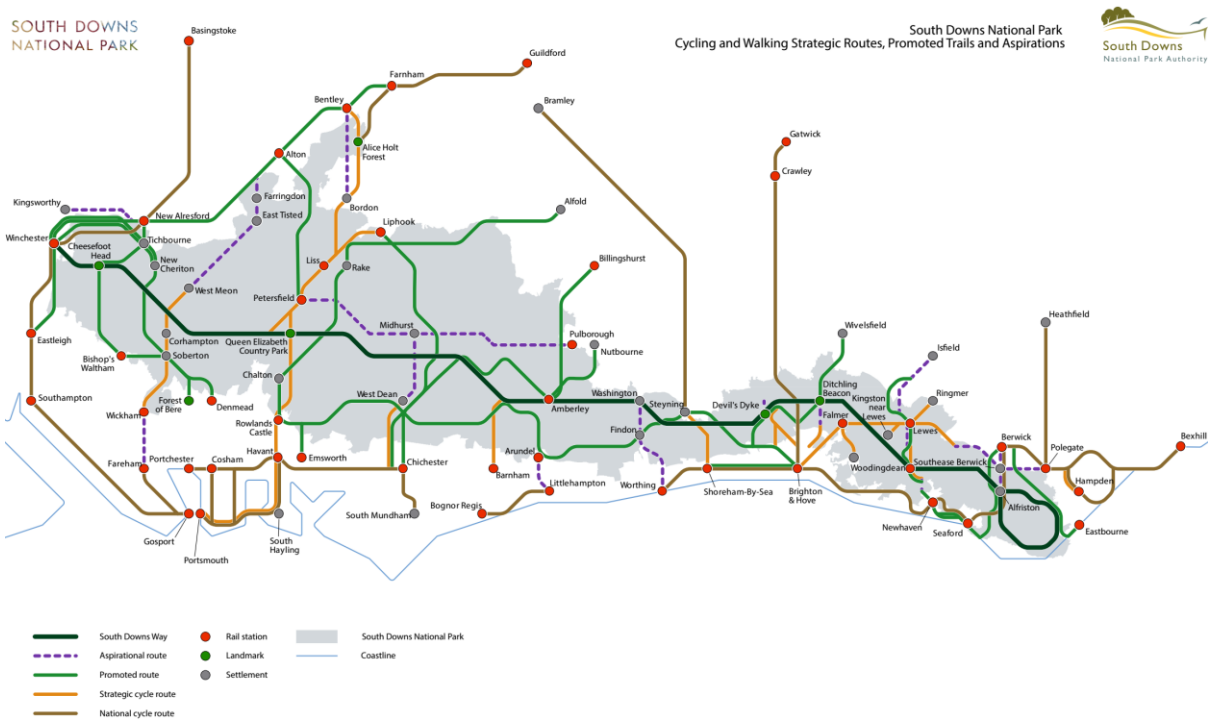 SOUTH DOWNS
NATIONAL PARK
South Downs National Park
Cycling and Walking Strategic Routes, Promoted Trails and Aspirations
South Downs
National Park Authority
Basingstoke
Guildford
Farnham
Bentley
Bramley
Alice Holt
Forest
Gatwick
Alton
Crawley
Kingsworthy
Farringdon
New Alresford
East Tisted
Bordon
Alfold
Liphook
Winchester
Cheesefoot
Head
Tichbourne
New
Cheriton
Liss
Rake
Billingshurst
West Meon
Petersfield
Midhurst
Pulborough
Nutbourne
Wivelsfield
Heathfield
Isfield
Eastleigh
Corhampton
Soberton
Queen Elizabeth
Country Park
Bishop's
Waltham
Chalton
West Dean
Washington
Steyning
Devil's Dyke
Ditchling
Beacon
Kingston
near
Lewes
Ringmer
Southampton
Forest
of Bere
Denmead
Wickham
Rowlands
Castle
Amberley
Findon
Falmer
Lewes
Berwick
Polegate
Bexhill
Fareham
Portchester
Cosham
Havant
Emsworth
Chichester
Arundel
Barnham
Littlehampton
Worthing
Shoreham-By-Sea
Brighton
& Hove
Woodingdean
Southease
Berwick
Hampden
Alfriston
Gosport
Portsmouth
South
Hayling
South Mundham
Bognor Regis
Newhaven
Seaford
Eastbourne
South Downs Way
Rail station
South Downs National Park
Aspirational route
Landmark
Coastline
Promoted route
Settlement
Strategic cycle route
National cycle route